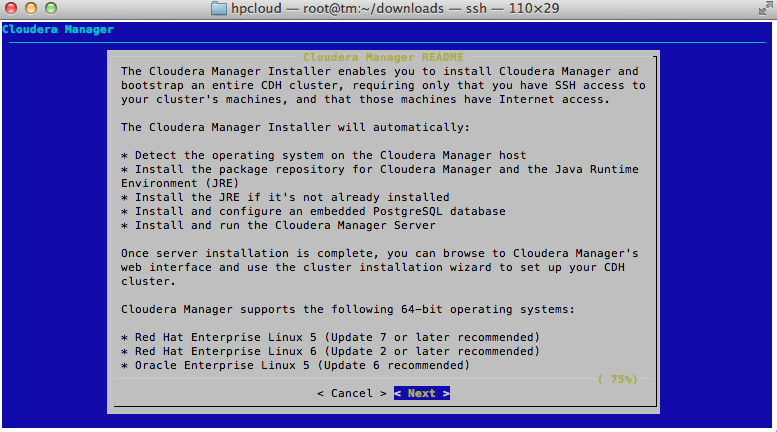 hpcloud — root@tm:~/downloads — ssh — 110×29
Cloudera Manager
Cloudera Manager README
The Cloudera Manager Installer enables you to install Cloudera Manager and
bootstrap an entire CDH cluster, requiring only that you have SSH access to
your cluster's machines, and that those machines have Internet access.
The Cloudera Manager Installer will automatically:
* Detect the operating system on the Cloudera Manager host
* Install the package repository for Cloudera Manager and the Java Runtime
Environment (JRE)
* Install the JRE if it's not already installed
* Install and configure an embedded PostgreSQL database
* Install and run the Cloudera Manager Server
Once server installation is complete, you can browse to Cloudera Manager's
web interface and use the cluster installation wizard to set up your CDH
cluster.
Cloudera Manager supports the following 64-bit operating systems:
* Red Hat Enterprise Linux 5 (Update 7 or later recommended)
* Red Hat Enterprise Linux 6 (Update 2 or later recommended)
* Oracle Enterprise Linux 5 (Update 6 recommended)
( 75%)
< Cancel > < Next >